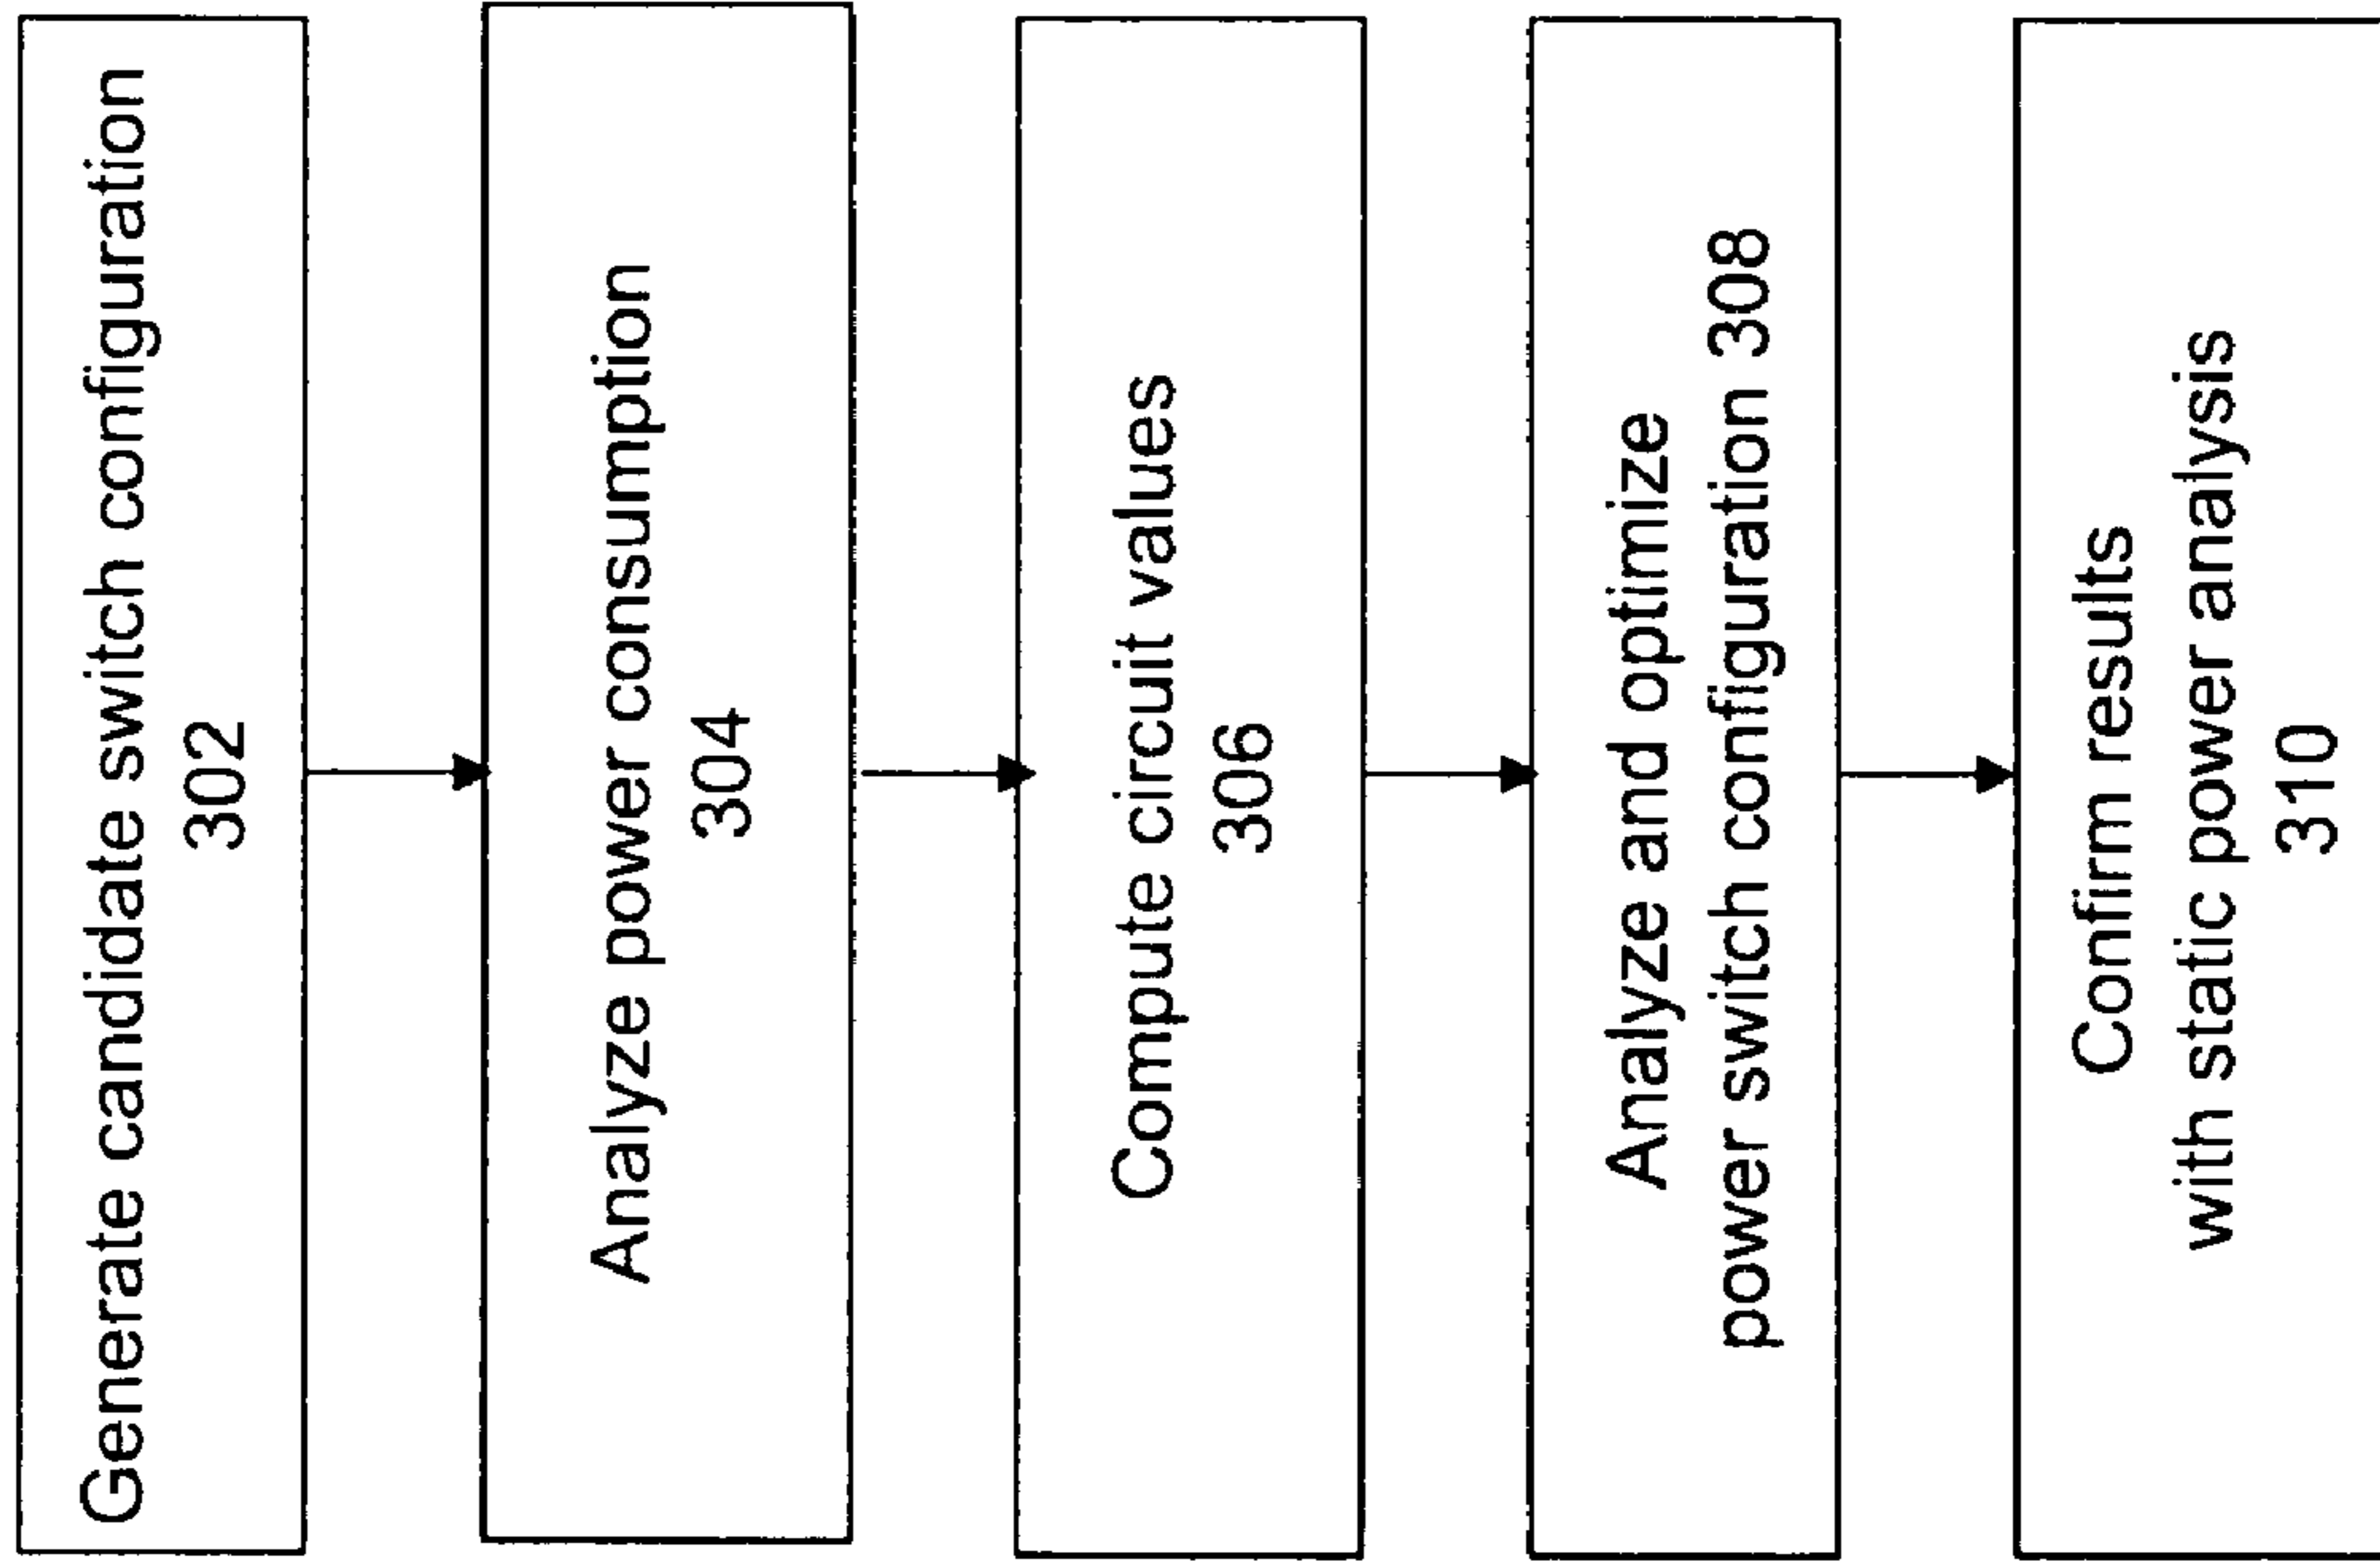 Generate candidate switch configuration
302
Analyze power consumption
304
Compute circuit values
306
Analyze and optimize
power switch configuration 308
Confirm results
with static power analysis
310